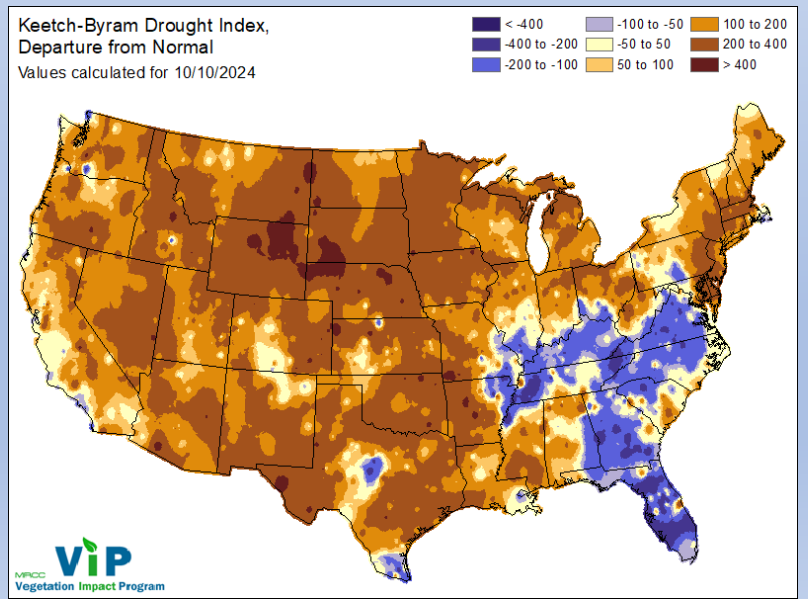 Keetch-Byram Drought Index,
Departure from Normal
Values calculated for 10/10/2024
< -400
-400 to -200
-200 to -100
-100 to -50
-50 to 50
50 to 100
100 to 200
200 to 400
> 400
MRCC
ViP
Vegetation Impact Program